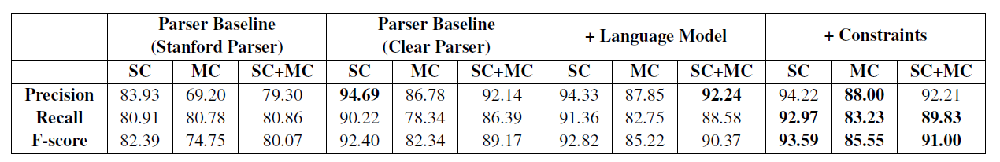 Parser Baseline (Stanford Parser) Parser Baseline (Clear Parser) + Language Model + Constraints
SC MC SC+MC SC MC SC+MC SC MC SC+MC SC MC SC+MC
Precision 83.93 69.20 79.30 94.69 86.78 92.14 94.33 87.85 92.24 94.22 88.00 92.21
Recall 80.91 80.78 80.86 90.22 78.34 86.39 91.36 82.75 88.58 92.97 83.23 89.83
F-score 82.39 74.75 80.07 92.40 82.34 89.17 92.82 85.22 90.37 93.59 85.55 91.00